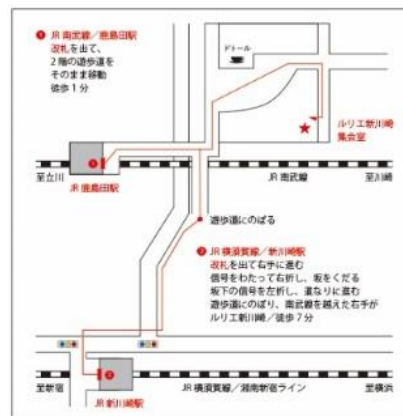 ❶ JR 南武線／鹿島田駅
改札を出て、
2階の遊歩道を
そのまま移動
徒歩1分
ドトール
ルリエ新川崎
集会室
❶
至立川
JR 鹿島田駅
JR 南武線
至川崎
遊歩道にのぼる
❷ JR 横須賀線／新川崎駅
改札を出て右手に進む
信号をわたって右折し、坂をくだる
坂下の信号を左折し、道なりに進む
遊歩道にのぼり、南武線を越えた右手が
ルリエ新川崎／徒歩7分
❷
至新宿
JR 新川崎駅
JR 横須賀線／湘南新宿ライン
至横浜